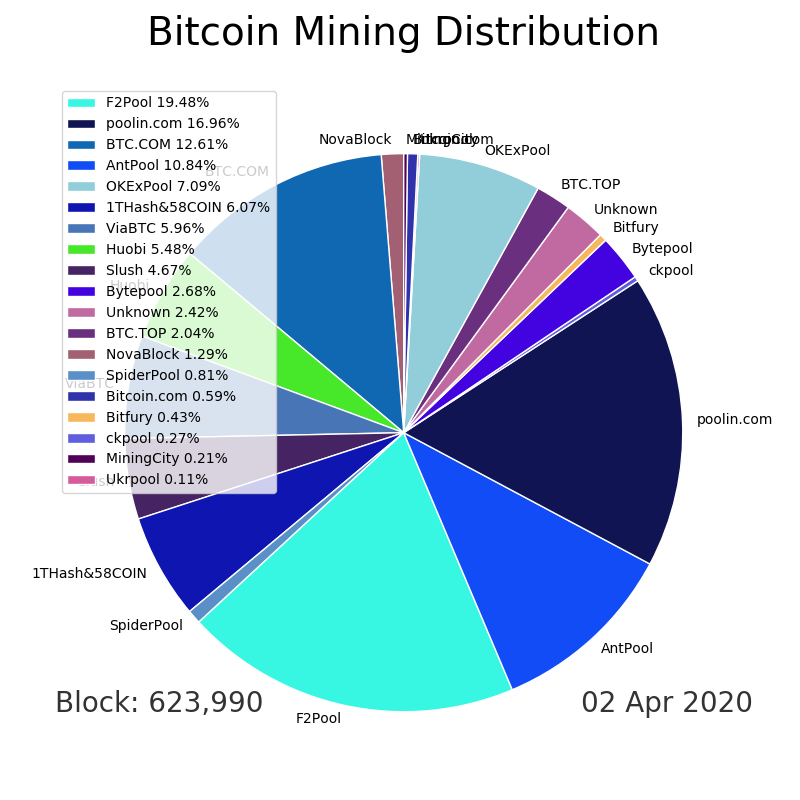 Bitcoin Mining Distribution
F2Pool 19.48%
poolin.com 16.96%
BTC.COM 12.61%
AntPool 10.84%
OKExPool 7.09%
1THash&58COIN 6.07%
ViaBTC 5.96%
Huobi 5.48%
Slush 4.67%
Bytepool 2.68%
Unknown 2.42%
BTC.TOP 2.04%
NovaBlock 1.29%
SpiderPool 0.81%
Bitcoin.com 0.59%
Bitfury 0.43%
ckpool 0.27%
MiningCity 0.21%
Ukrpool 0.11%
NovaBlock
OKExPool
BTC.TOP
Unknown
Bitfury
Bytepool
ckpool
poolin.com
AntPool
F2Pool
SpiderPool
1THash&58COIN
ViaBTC
Huobi
BTC.COM
Block: 623,990
02 Apr 2020